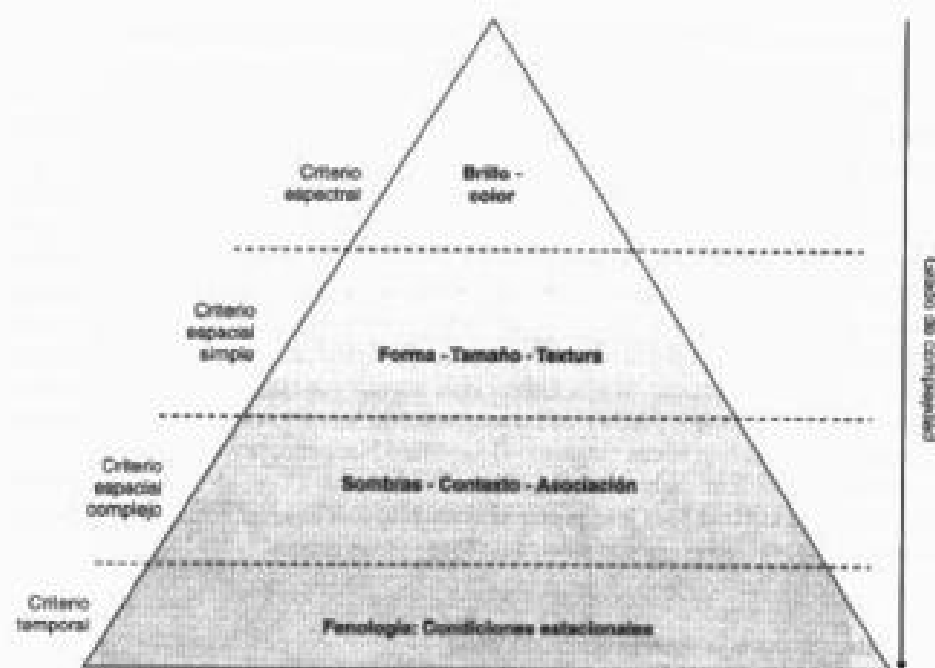 Criterio
espectral
Brillo -
color
Criterio
espacial
simple
Forma - Tamaño - Textura
Criterio
espacial
complejo
Sombras - Contexto - Asociación
Criterio
temporal
Fenología: Condiciones estacionales
Grado de complejidad